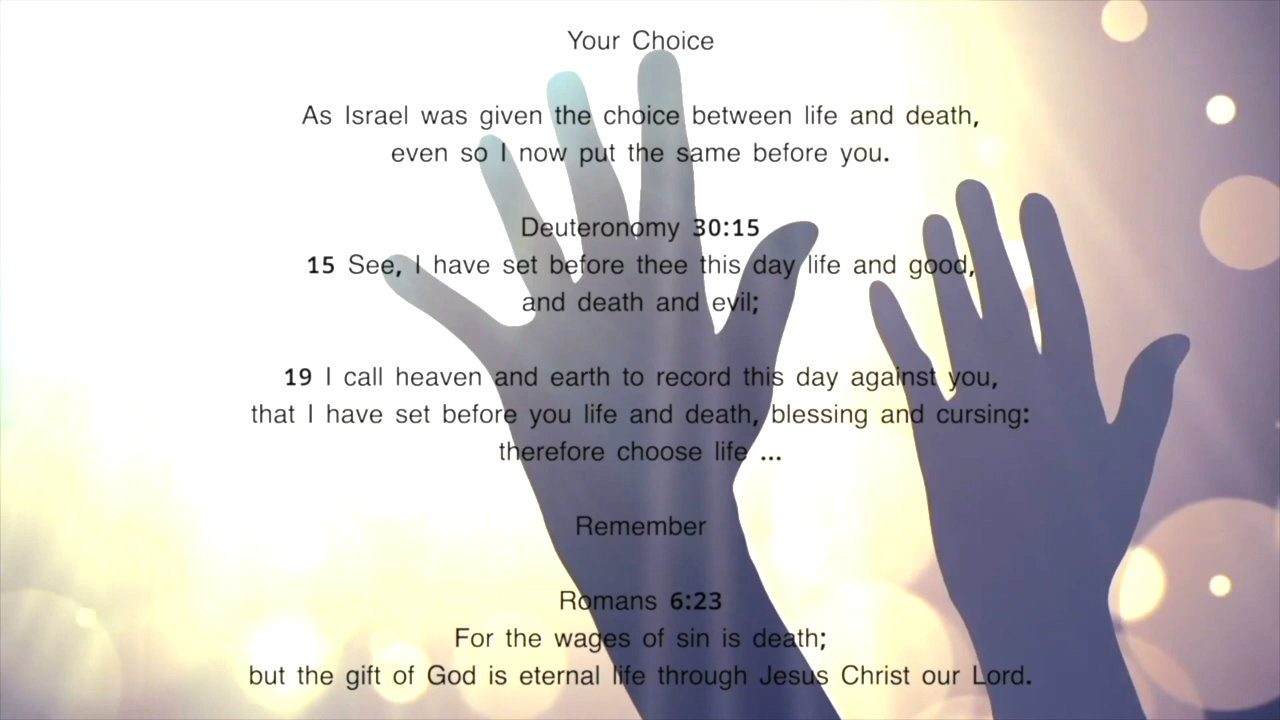 Your Choice
As Israel was given the choice between life and death,
even so I now put the same before you.
Deuteronomy 30:15
15 See, I have set before thee this day life and good,
and death and evil;
19 I call heaven and earth to record this day against you,
that I have set before you life and death, blessing and cursing:
therefore choose life ...
Remember
Romans 6:23
For the wages of sin is death;
but the gift of God is eternal life through Jesus Christ our Lord.